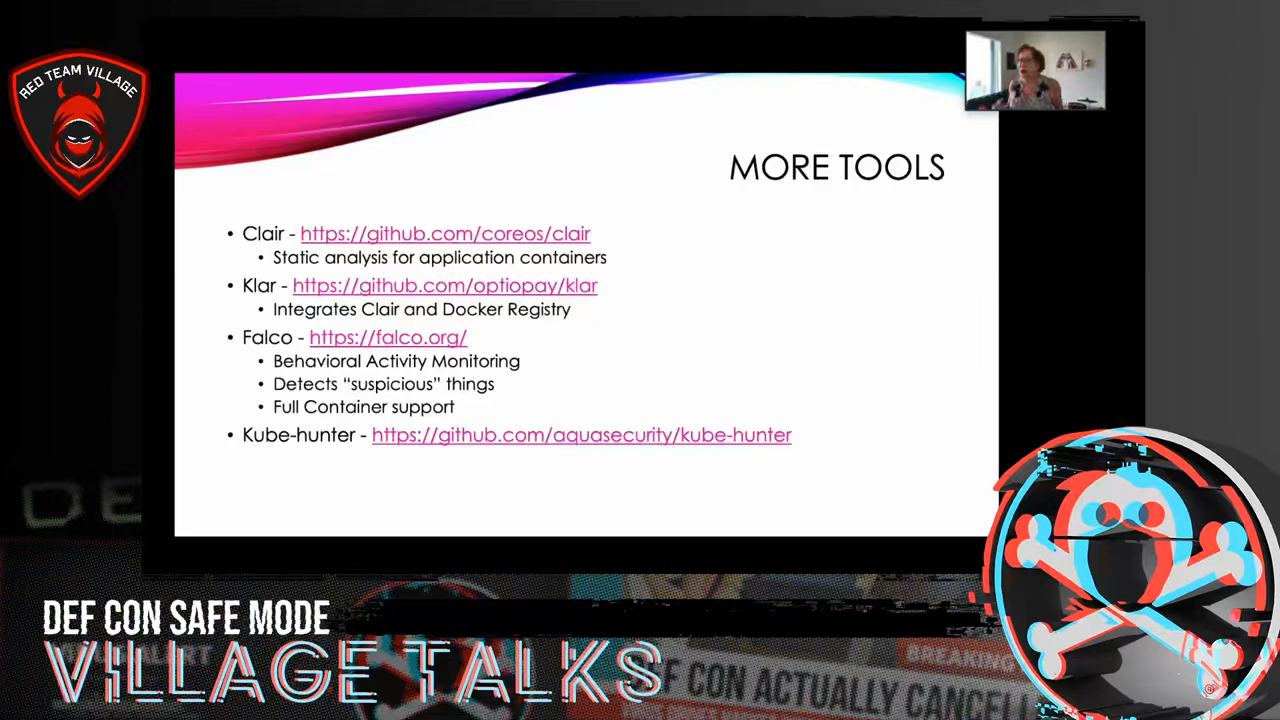 RED TEAM VILLAGE
MORE TOOLS
• Clair - https://github.com/coreos/clair
• Static analysis for application containers
• Klar - https://github.com/optiopay/klar
• Integrates Clair and Docker Registry
• Falco - https://falco.org/
• Behavioral Activity Monitoring
• Detects “suspicious” things
• Full Container support
• Kube-hunter - https://github.com/aquasecurity/kube-hunter
DE
DEF CON SAFE MODE
VILLAGE TALKS
BREAKING
DEF CON ACTUALLY CANCELL